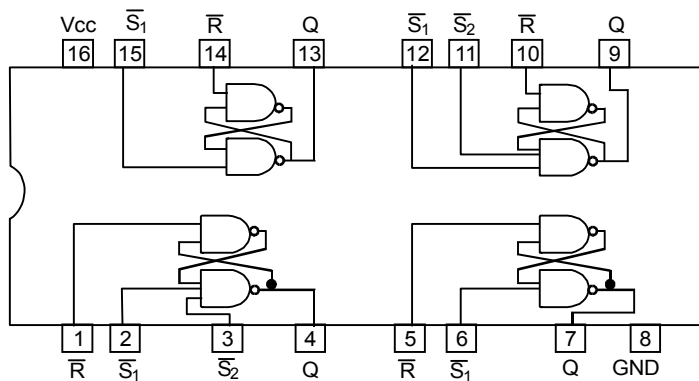 Vcc S̅₁ R̅ Q S̅₁ S̅₂ R̅ Q
16 15 14 13 12 11 10 9
1 2 3 4 5 6 7 8
R̅ S̅₁ S̅₂ Q R̅ S̅₁ Q GND